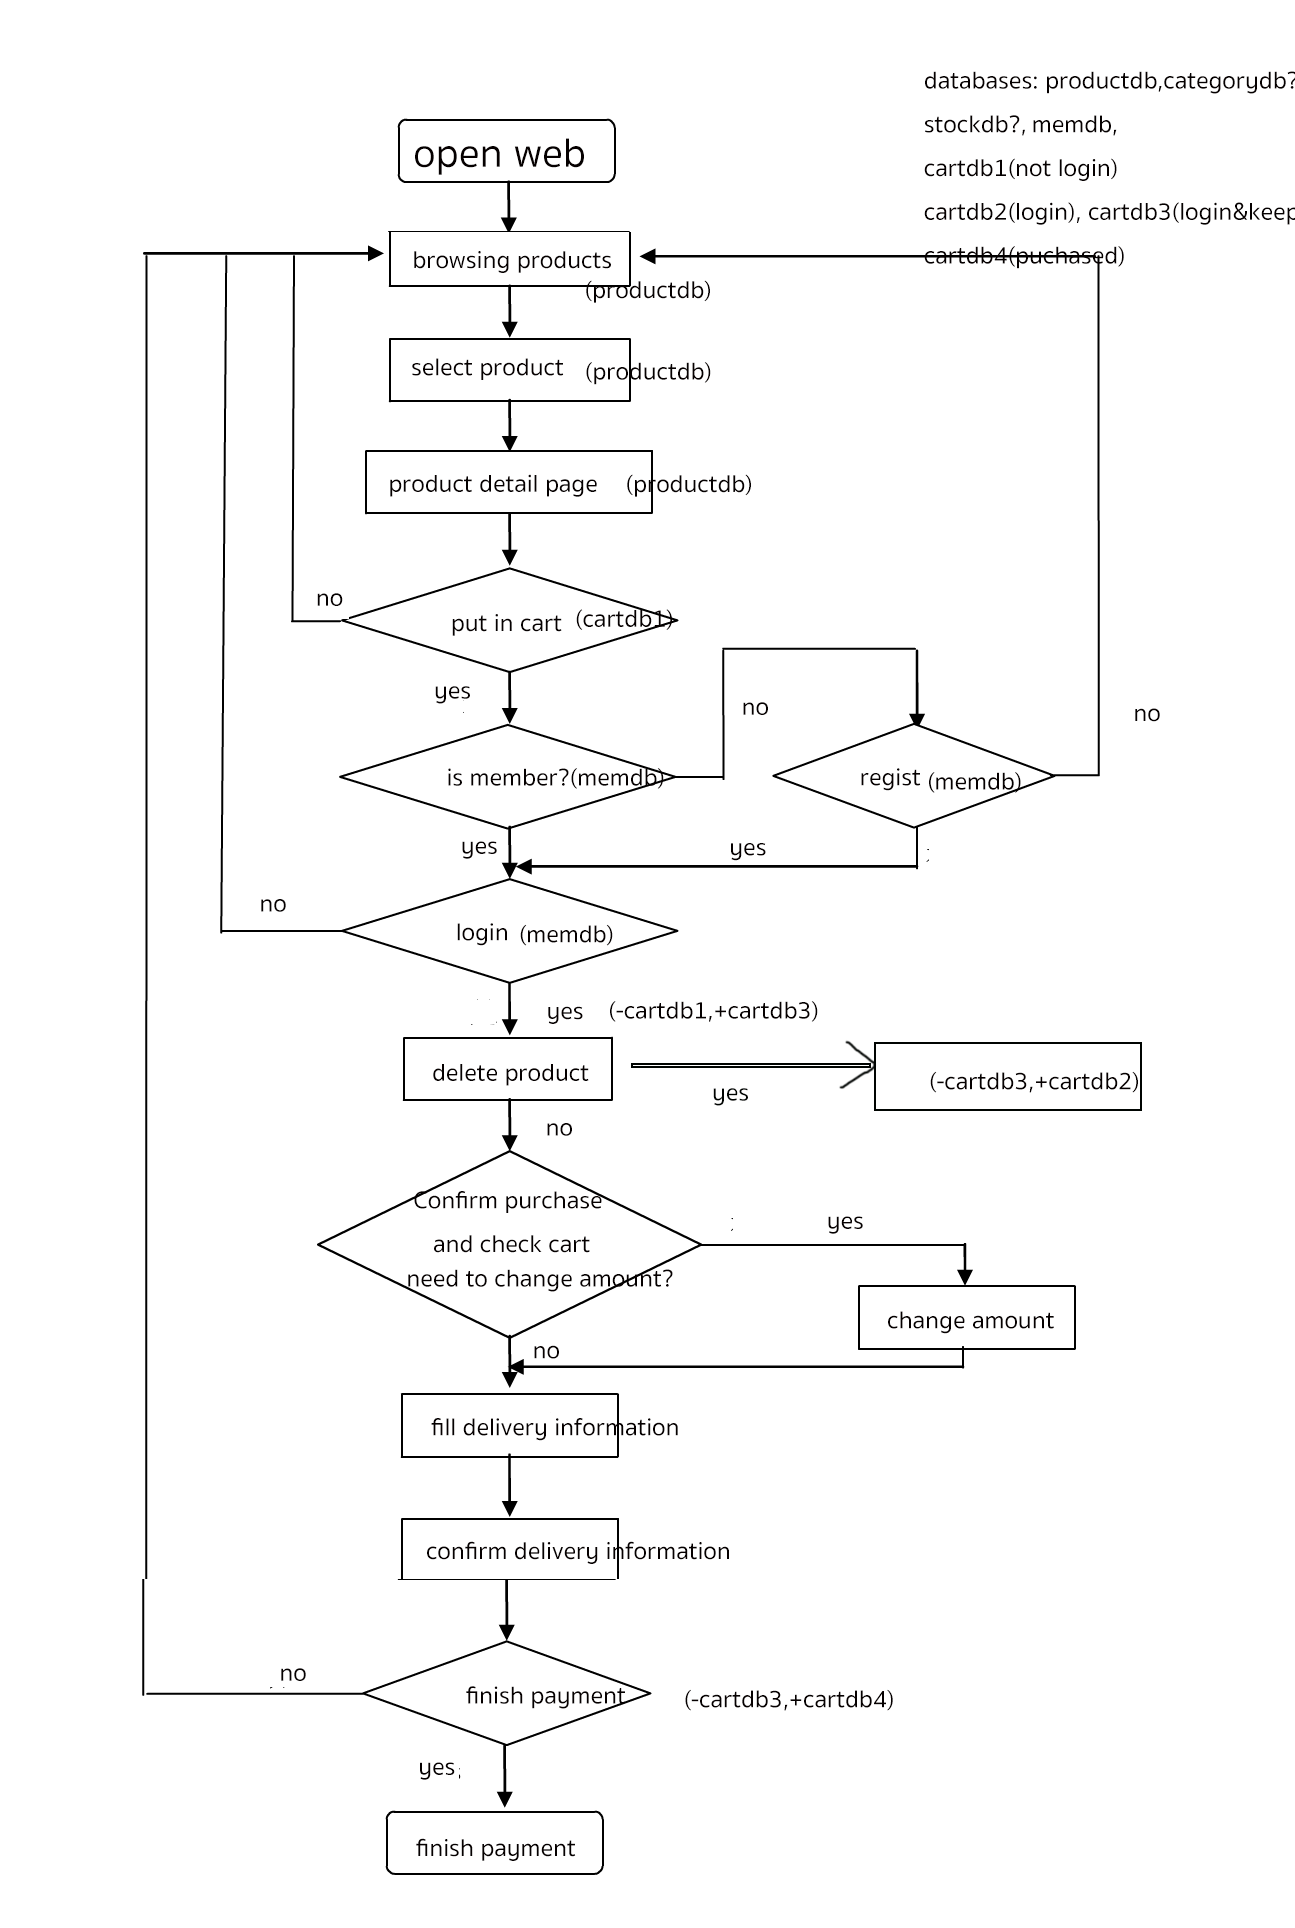 databases: productdb,categorydb?
stockdb?, memdb,
cartdb1(not login)
cartdb2(login), cartdb3(login&keep
cartdb4(puchased)
open web
browsing products
(productdb)
select product (productdb)
product detail page (productdb)
no
put in cart (cartdb1)
yes
no
no
is member?(memdb)
regist (memdb)
yes
yes
no
login (memdb)
yes (-cartdb1,+cartdb3)
delete product
(-cartdb3,+cartdb2)
yes
no
Confirm purchase
and check cart
need to change amount?
yes
change amount
no
fill delivery information
confirm delivery information
no
finish payment
(-cartdb3,+cartdb4)
yes
finish payment